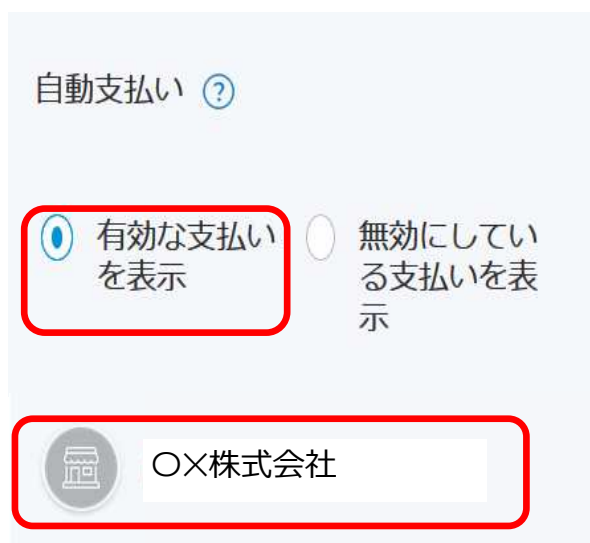 自動支払い ?
有効な支払い
を表示
無効にしてい
る支払いを表
示
〇×株式会社